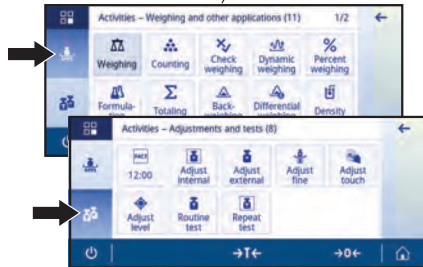 Activities – Weighing and other applications (11) 1/2
Weighing Counting Check weighing Dynamic weighing Percent weighing
Formula- Totaling Back- Differential Density
Activities – Adjustments and tests (8)
FACT 12:00 Adjust internal Adjust external Adjust fine Adjust touch
Adjust level Routine test Repeat test
→T← →0←